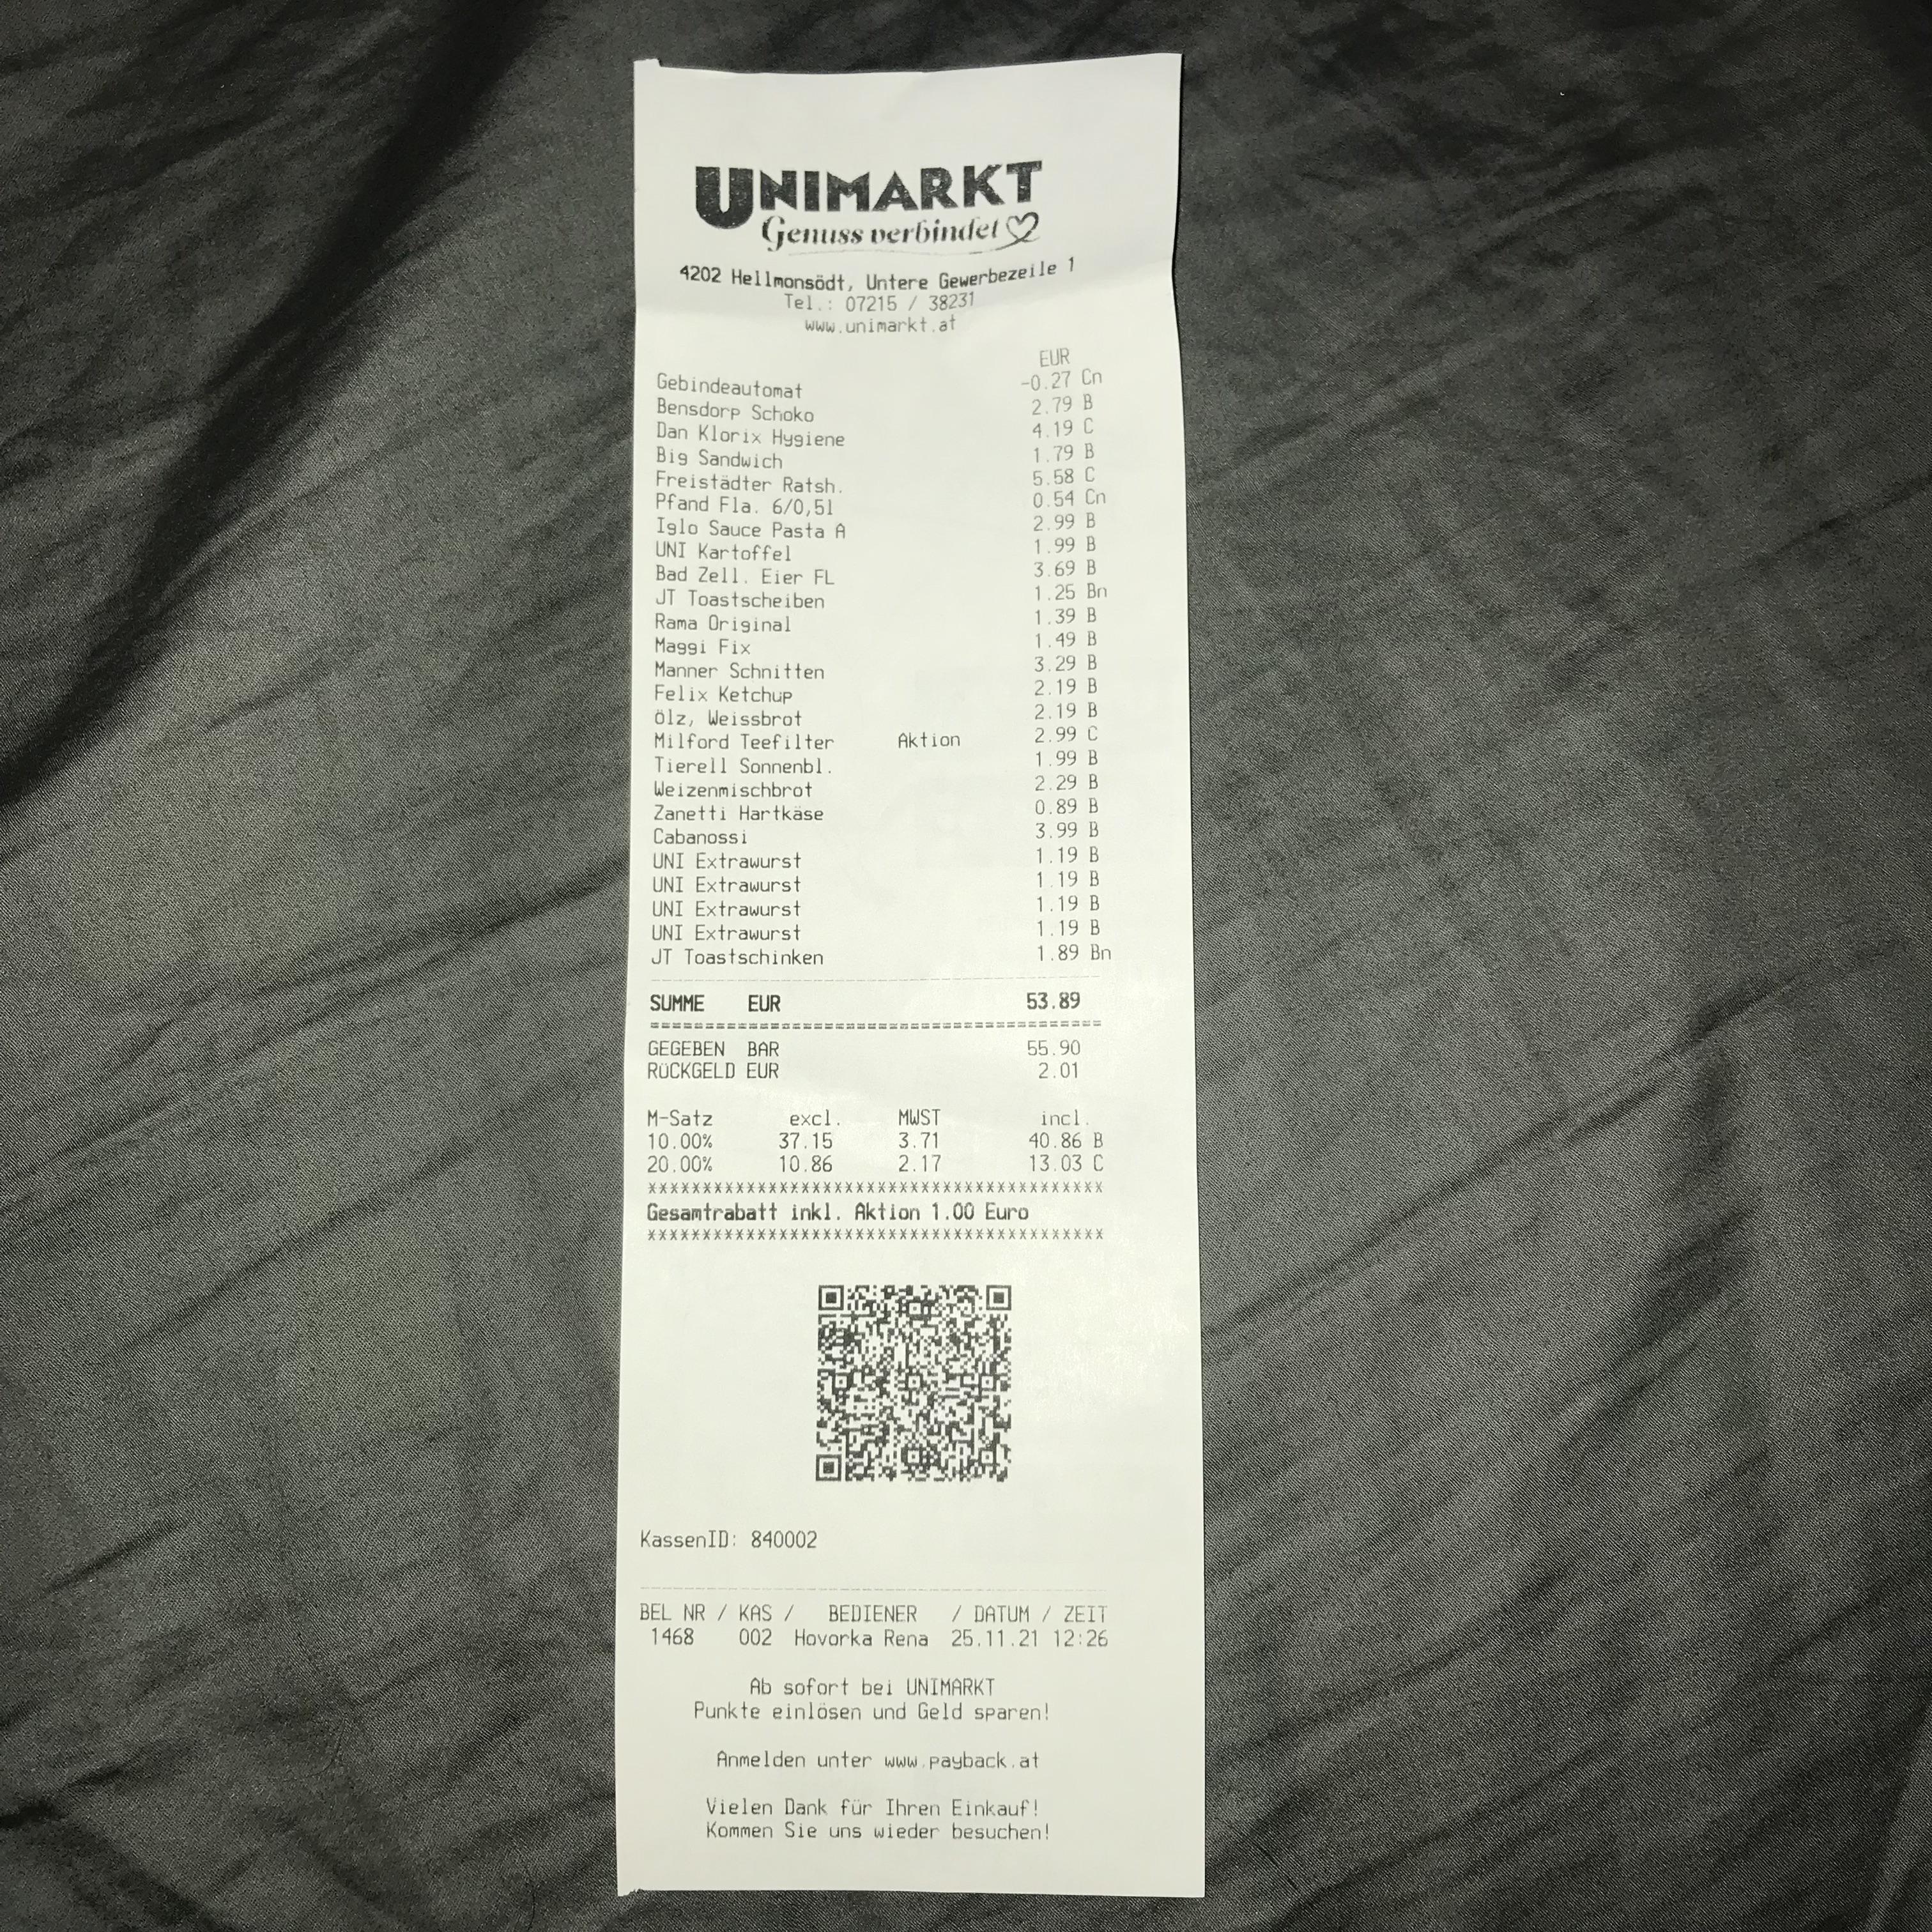 UNIMARKT
Genuss verbindet
4202 Hellmonsödt, Untere Gewerbezeile 1
Tel.: 07215 / 38231
www.unimarkt.at
EUR
Gebindeautomat -0.27 Cn
Bensdorp Schoko 2.79 B
Dan Klorix Hygiene 4.19 C
Big Sandwich 1.79 B
Freistädter Ratsh. 5.58 C
Pfand Fla. 6/0,5l 0.54 Cn
Iglo Sauce Pasta A 2.99 B
UNI Kartoffel 1.99 B
Bad Zell. Eier FL 3.69 B
JT Toastscheiben 1.25 Bn
Rama Original 1.39 B
Maggi Fix 1.49 B
Manner Schnitten 3.29 B
Felix Ketchup 2.19 B
ölz, Weissbrot 2.19 B
Milford Teefilter Aktion 2.99 C
Tierell Sonnenbl. 1.99 B
Weizenmischbrot 2.29 B
Zanetti Hartkäse 0.89 B
Cabanossi 3.99 B
UNI Extrawurst 1.19 B
UNI Extrawurst 1.19 B
UNI Extrawurst 1.19 B
UNI Extrawurst 1.19 B
JT Toastschinken 1.89 Bn
SUMME EUR 53.89
=========================================
GEGEBEN BAR 55.90
RÜCKGELD EUR 2.01
M-Satz excl. MWST incl.
10.00% 37.15 3.71 40.86 B
20.00% 10.86 2.17 13.03 C
******************************************
Gesamtrabatt inkl. Aktion 1.00 Euro
******************************************
KassenID: 840002
BEL NR / KAS / BEDIENER / DATUM / ZEIT
1468 002 Hovorka Rena 25.11.21 12:26
Ab sofort bei UNIMARKT
Punkte einlösen und Geld sparen!
Anmelden unter www.payback.at
Vielen Dank für Ihren Einkauf!
Kommen Sie uns wieder besuchen!